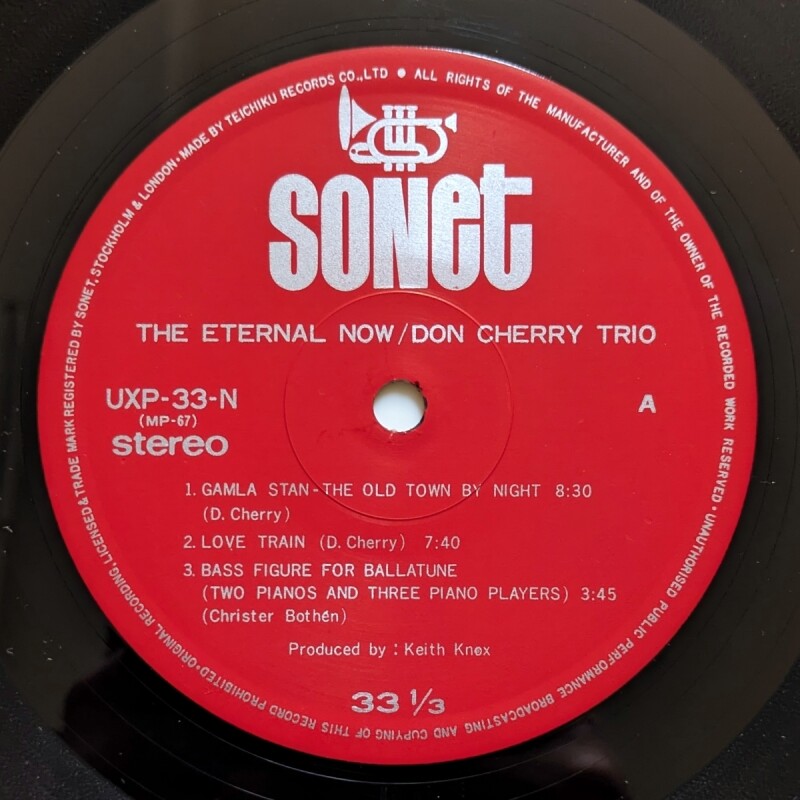 ORIGINAL RECORDING, LICENSED & TRADE MARK REGISTERED BY SONET, STOCKHOLM & LONDON • MADE BY TEICHIKU RECORDS CO., LTD • ALL RIGHTS OF THE MANUFACTURER AND OF THE OWNER OF THE RECORDED WORK RESERVED • UNAUTHORISED PUBLIC PERFORMANCE BROADCASTING AND COPYING OF THIS RECORD PROHIBITED •
SONet
THE ETERNAL NOW/DON CHERRY TRIO
UXP-33-N
A
(MP-67)
stereo
1. GAMLA STAN-THE OLD TOWN BY NIGHT 8:30
(D. Cherry)
2. LOVE TRAIN (D. Cherry) 7:40
3. BASS FIGURE FOR BALLATUNE
(TWO PIANOS AND THREE PIANO PLAYERS) 3:45
(Christer Bothén)
Produced by : Keith Knox
33 1/3